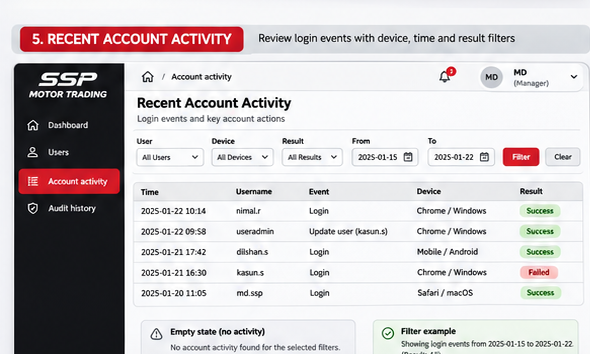 5. RECENT ACCOUNT ACTIVITY
Review login events with device, time and result filters
SSP
MOTOR TRADING
Dashboard
Users
Account activity
Audit history
/ Account activity
3
MD
MD
(Manager)
Recent Account Activity
Login events and key account actions
User Device Result From To
All Users All Devices All Results 2025-01-15 2025-01-22 Filter Clear
Time Username Event Device Result
2025-01-22 10:14 nimal.r Login Chrome / Windows Success
2025-01-22 09:58 useradmin Update user (kasun.s) Chrome / Windows Success
2025-01-21 17:42 dilshan.s Login Mobile / Android Success
2025-01-21 16:30 kasun.s Login Chrome / Windows Failed
2025-01-20 11:05 md.ssp Login Safari / macOS Success
Empty state (no activity)
No account activity found for the selected filters.
Filter example
Showing login events from 2025-01-15 to 2025-01-22.